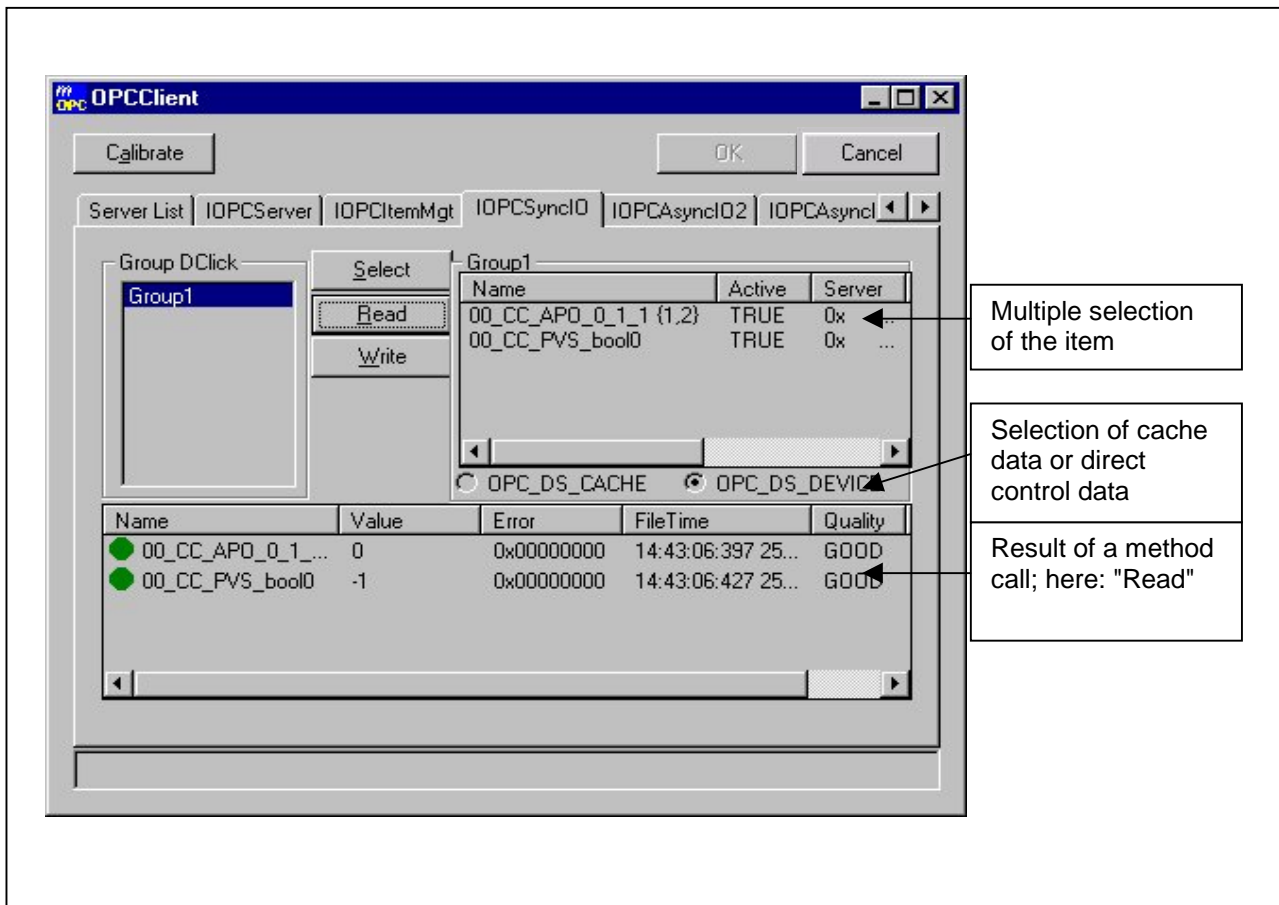 m OPC OPCClient
Calibrate OK Cancel
Server List IOPCServer IOPCItemMgt IOPCSyncIO IOPCAsyncIO2 IOPCAsyncI
Group DClick
Group1
Select
Read
Write
Group1
Name Active Server
00_CC_APO_0_1_1 {1,2} TRUE 0x ...
00_CC_PVS_bool0 TRUE 0x ...
OPC_DS_CACHE OPC_DS_DEVICE
Name Value Error FileTime Quality
00_CC_APO_0_1_... 0 0x00000000 14:43:06:397 25... GOOD
00_CC_PVS_bool0 -1 0x00000000 14:43:06:427 25... GOOD
Multiple selection
of the item
Selection of cache
data or direct
control data
Result of a method
call; here: "Read"